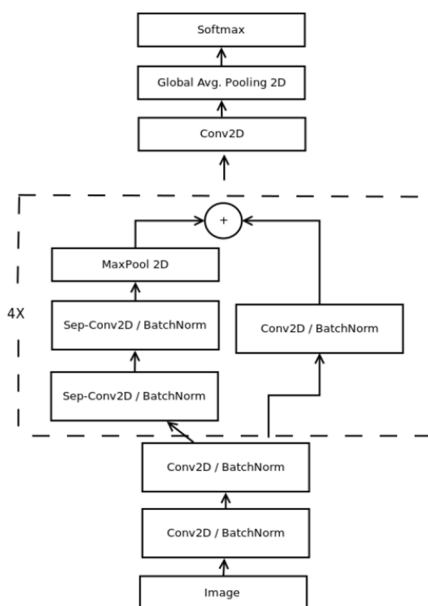 Softmax
Global Avg. Pooling 2D
Conv2D
+
MaxPool 2D
4X
Sep-Conv2D / BatchNorm
Conv2D / BatchNorm
Sep-Conv2D / BatchNorm
Conv2D / BatchNorm
Conv2D / BatchNorm
Image